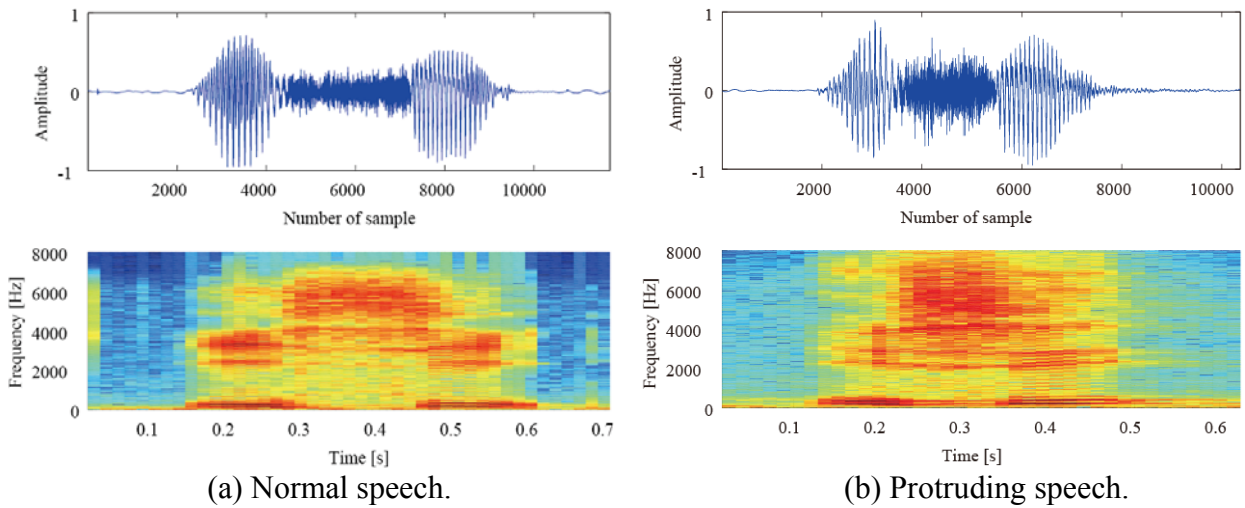 1
0
-1
Amplitude
2000 4000 6000 8000 10000
Number of sample
8000
6000
4000
2000
0
Frequency [Hz]
0.1 0.2 0.3 0.4 0.5 0.6 0.7
Time [s]
(a) Normal speech.
1
0
-1
Amplitude
2000 4000 6000 8000 10000
Number of sample
8000
6000
4000
2000
0
Frequency [Hz]
0.1 0.2 0.3 0.4 0.5 0.6
Time [s]
(b) Protruding speech.